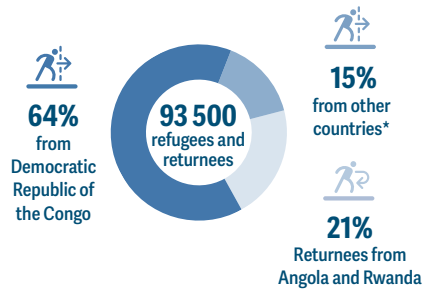 64%
from
Democratic
Republic of
the Congo
93 500
refugees and
returnees
15%
from other
countries*
21%
Returnees from
Angola and Rwanda